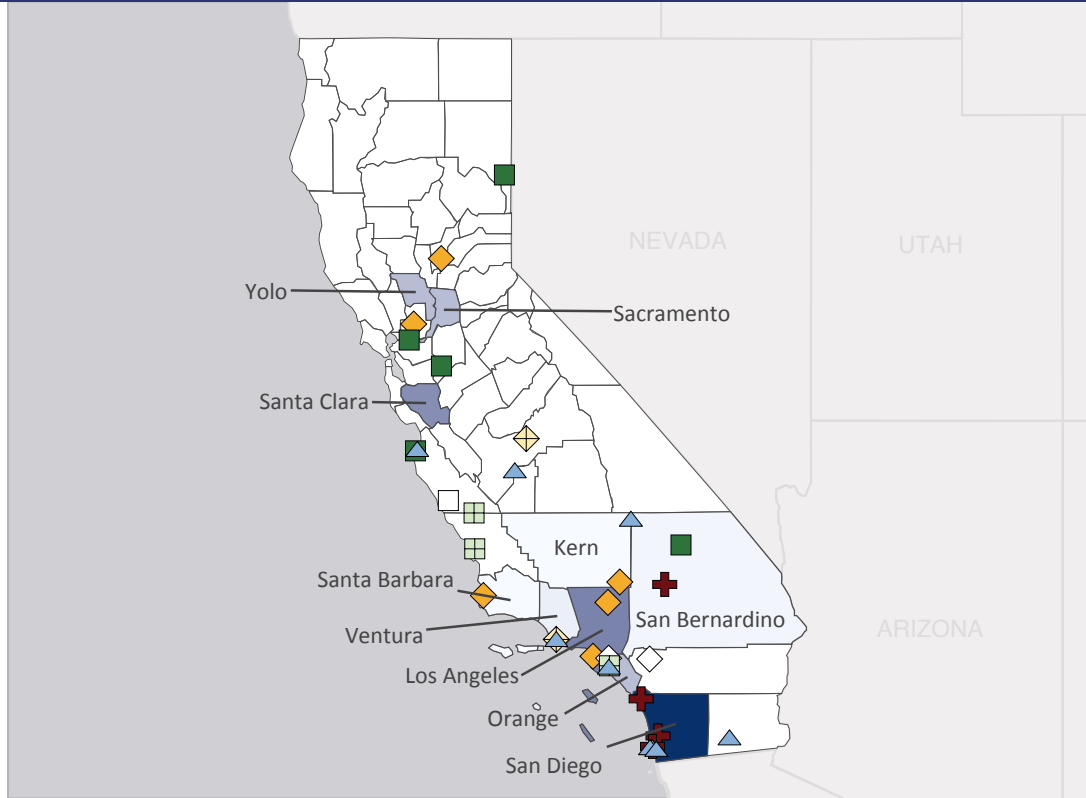 NEVADA
UTAH
Yolo
Sacramento
Santa Clara
Kern
Santa Barbara
San Bernardino
Ventura
ARIZONA
Los Angeles
Orange
San Diego